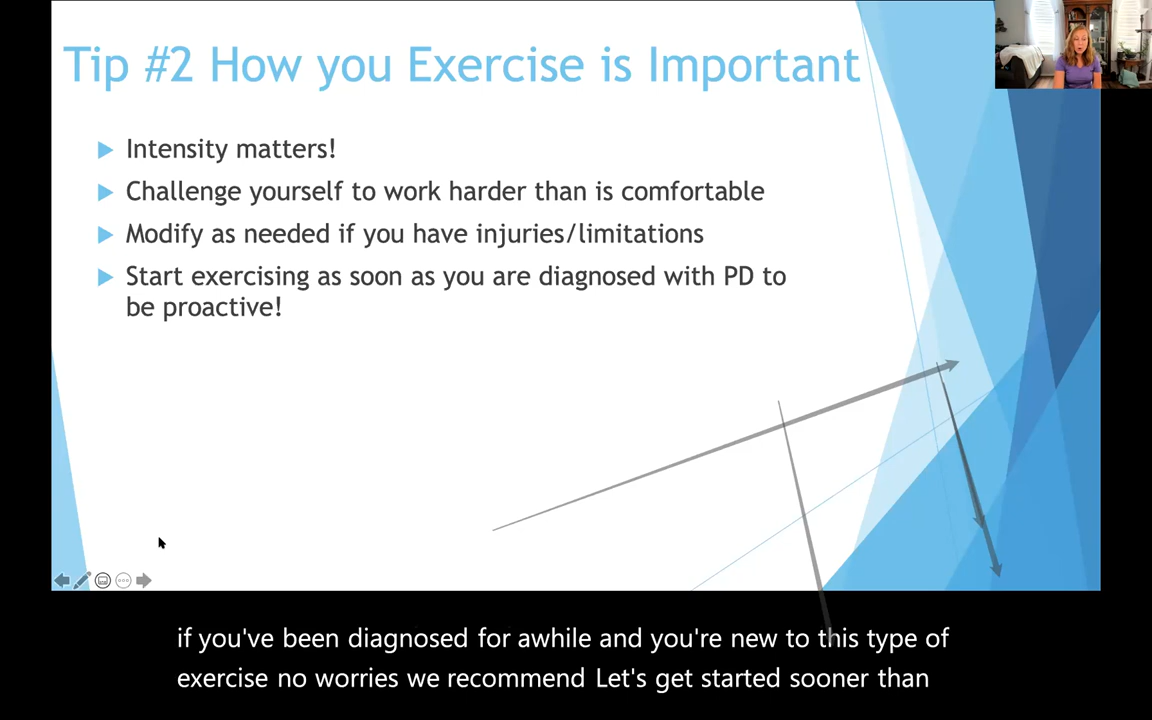 Tip #2 How you Exercise is Important
Intensity matters!
Challenge yourself to work harder than is comfortable
Modify as needed if you have injuries/limitations
Start exercising as soon as you are diagnosed with PD to
be proactive!
if you've been diagnosed for awhile and you're new to this type of
exercise no worries we recommend Let's get started sooner than